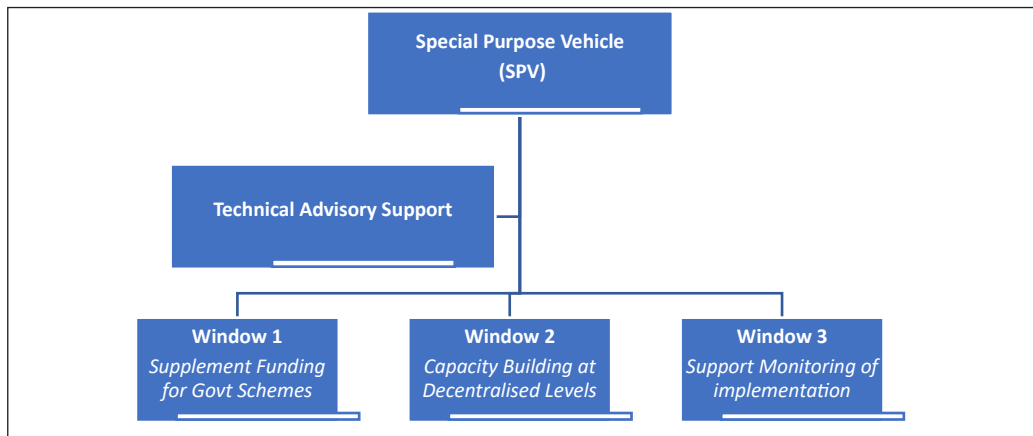 Special Purpose Vehicle
(SPV)
Technical Advisory Support
Window 1
Supplement Funding
for Govt Schemes
Window 2
Capacity Building at
Decentralised Levels
Window 3
Support Monitoring of
implementation